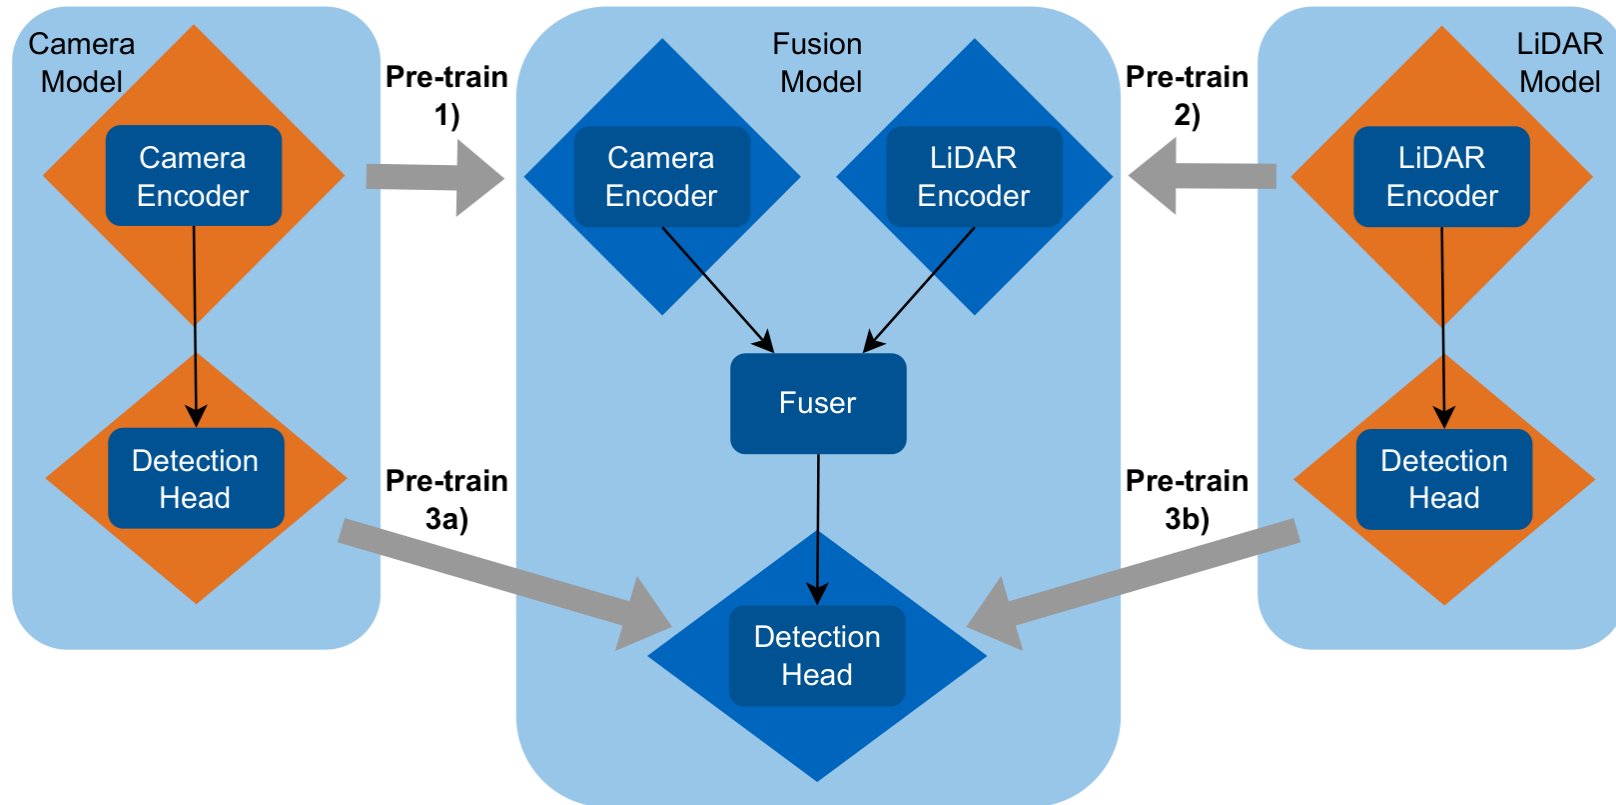 Camera
Model
Camera
Encoder
Detection
Head
Pre-train
1)
Pre-train
3a)
Fusion
Model
Camera
Encoder
LiDAR
Encoder
Fuser
Detection
Head
Pre-train
2)
Pre-train
3b)
LiDAR
Model
LiDAR
Encoder
Detection
Head